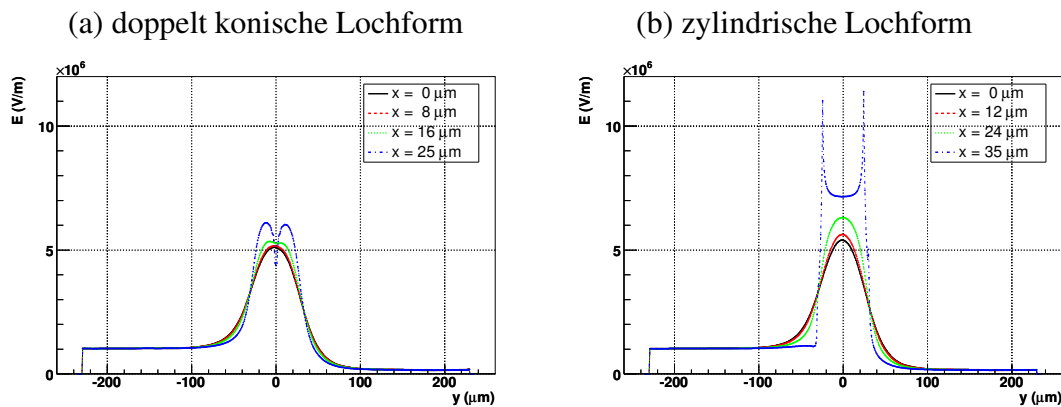 (a) doppelt konische Lochform
(b) zylindrische Lochform
×10⁶
E (V/m)
10
5
0
x = 0 μm
x = 8 μm
x = 16 μm
x = 25 μm
-200 -100 0 100 200
y (μm)
×10⁶
E (V/m)
10
5
0
x = 0 μm
x = 12 μm
x = 24 μm
x = 35 μm
-200 -100 0 100 200
y (μm)